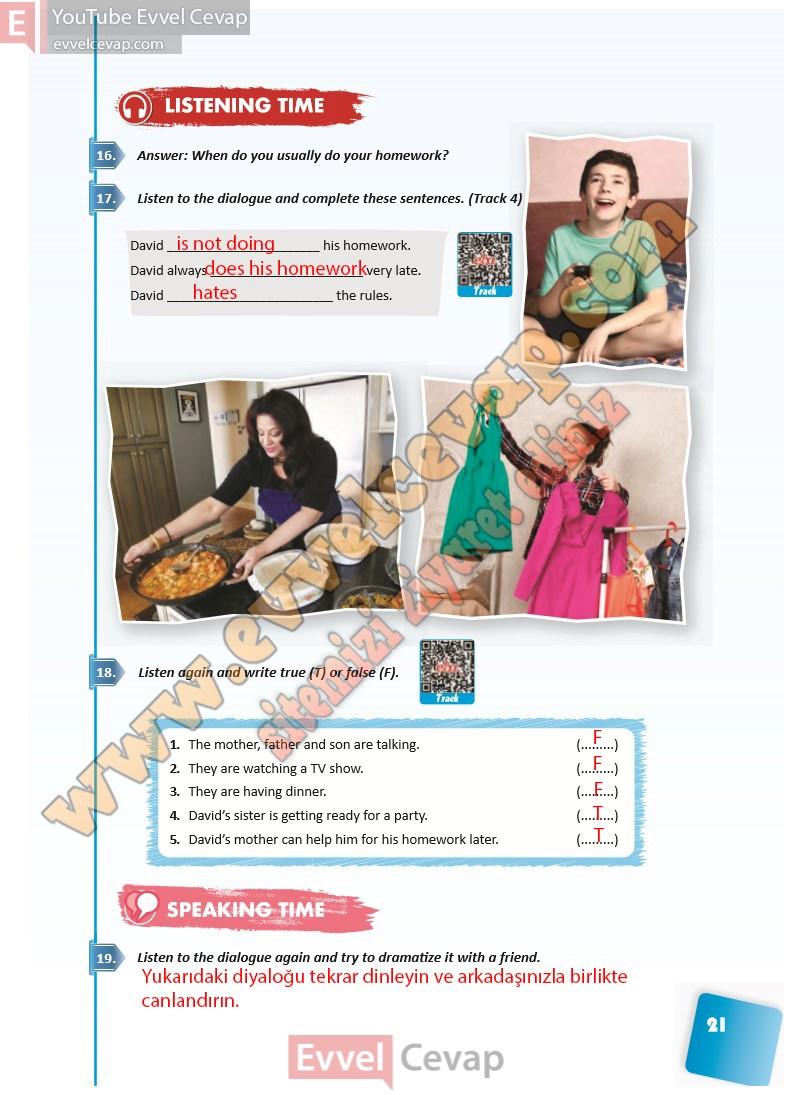 E
YouTube Evvel Cevap
evvelcevap.com
LISTENING TIME
16. Answer: When do you usually do your homework?
17. Listen to the dialogue and complete these sentences. (Track 4)
David is not doing his homework.
David always does his homework very late.
David hates the rules.
Track
18. Listen again and write true (T) or false (F).
Track
1. The mother, father and son are talking. (....F.....)
2. They are watching a TV show. (....F.....)
3. They are having dinner. (....F.....)
4. David's sister is getting ready for a party. (....T.....)
5. David's mother can help him for his homework later. (....T.....)
www.evvelcevap.com
sitemizi ziyaret ediniz
SPEAKING TIME
19. Listen to the dialogue again and try to dramatize it with a friend.
Yukarıdaki diyaloğu tekrar dinleyin ve arkadaşınızla birlikte
canlandırın.
21
Evvel Cevap